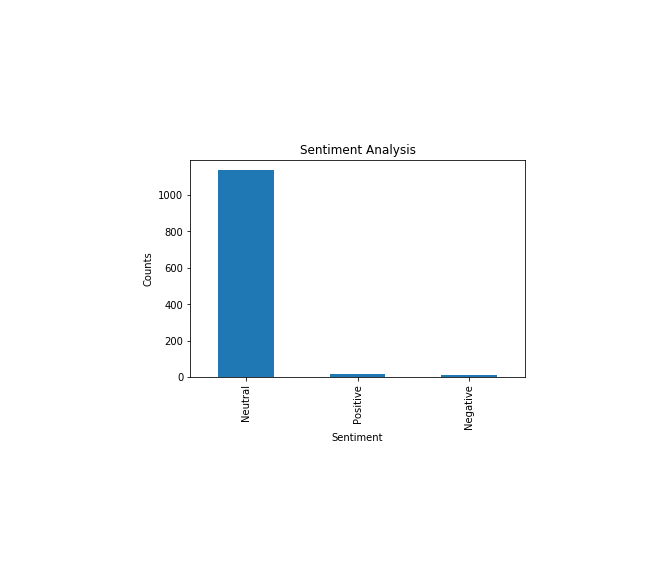 Sentiment Analysis
1000
800
600
400
200
0
Counts
Neutral
Positive
Negative
Sentiment